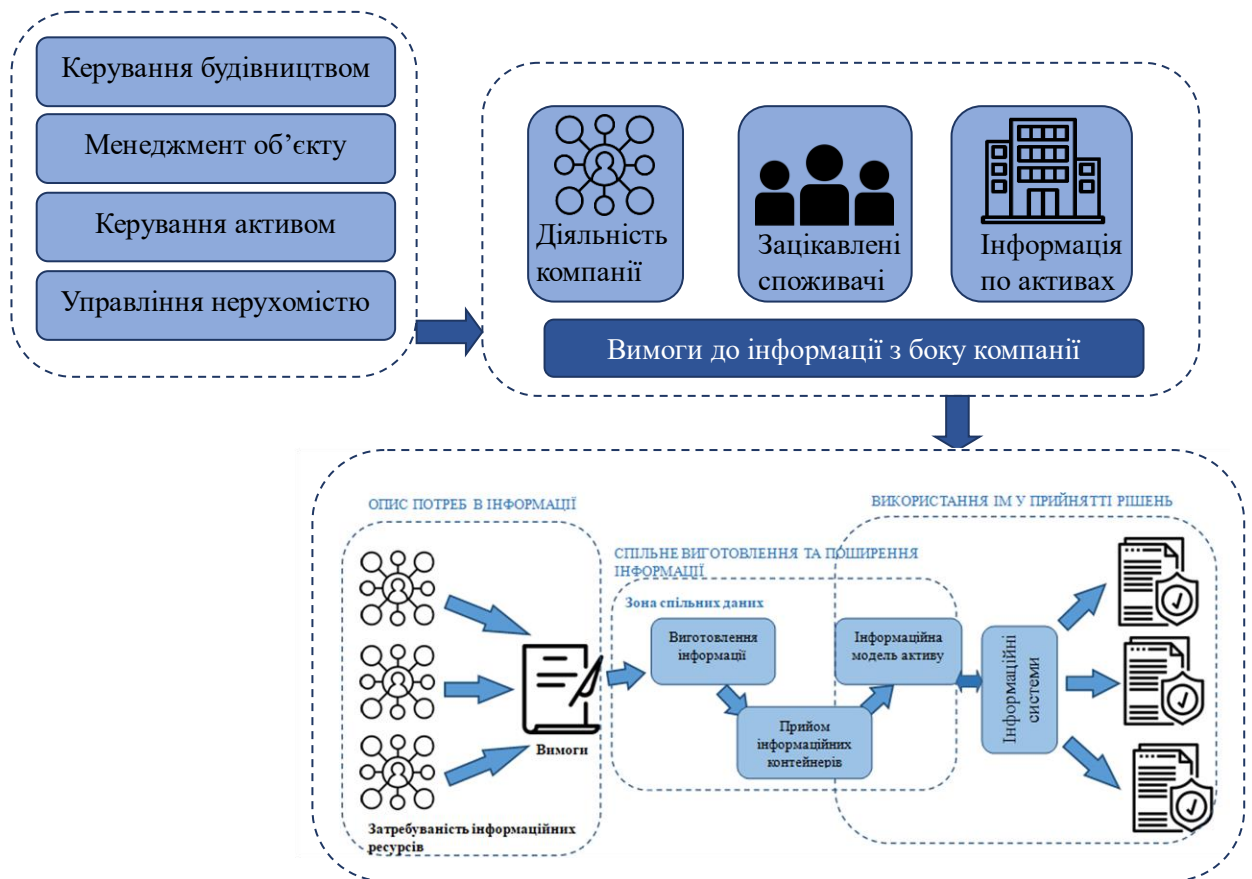 Керування будівництвом
Менеджмент об’єкту
Керування активом
Управління нерухомістю
Діяльність
компанії
Зацікавлені
споживачі
Інформація
по активах
Вимоги до інформації з боку компанії
ОПИС ПОТРЕБ В ІНФОРМАЦІЇ
ВИКОРИСТАННЯ ІМ У ПРИЙНЯТТІ РІШЕНЬ
СПІЛЬНЕ ВИГОТОВЛЕННЯ ТА ПОШИРЕННЯ
ІНФОРМАЦІЇ
Зона спільних даних
Виготовлення
інформації
Інформаційна
модель активу
Прийом
інформаційних
контейнерів
Інформаційні
системи
Вимоги
Затребуваність інформаційних
ресурсів